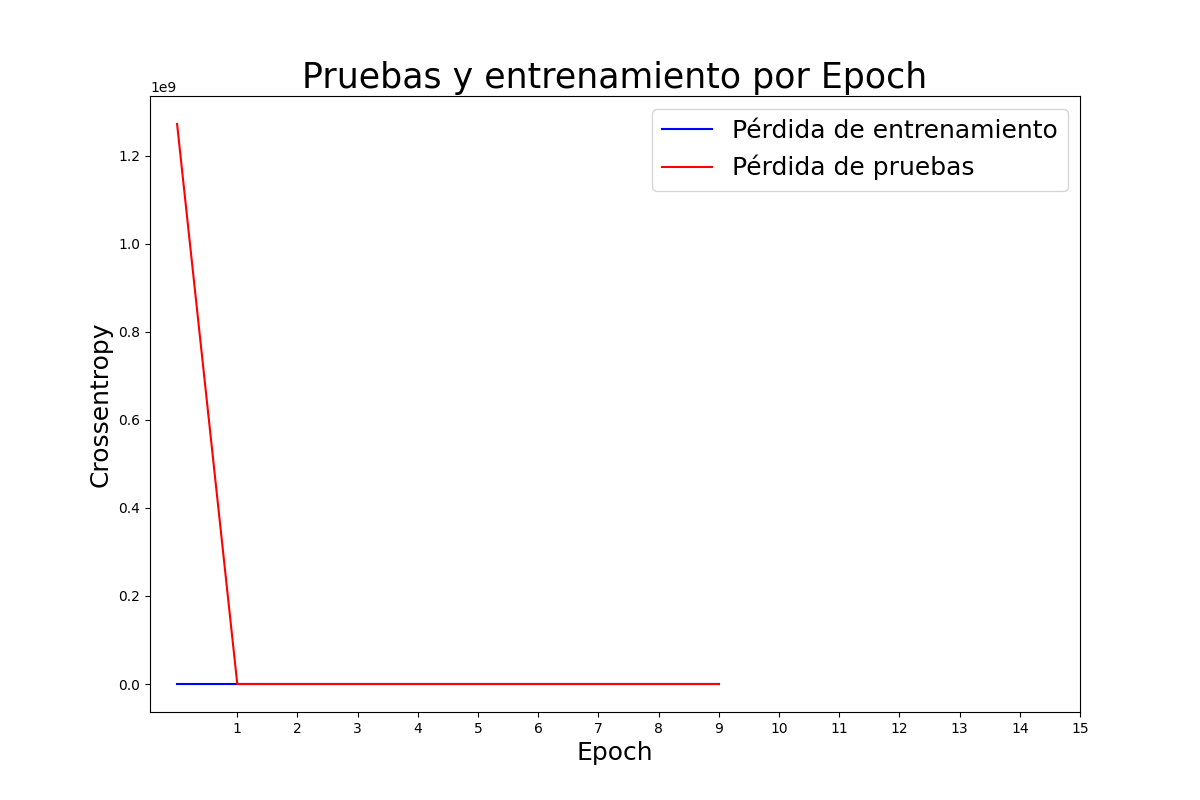 Pruebas y entrenamiento por Epoch
1e9
Pérdida de entrenamiento
Pérdida de pruebas
1.2
1.0
0.8
0.6
0.4
0.2
0.0
Crossentropy
1 2 3 4 5 6 7 8 9 10 11 12 13 14 15
Epoch